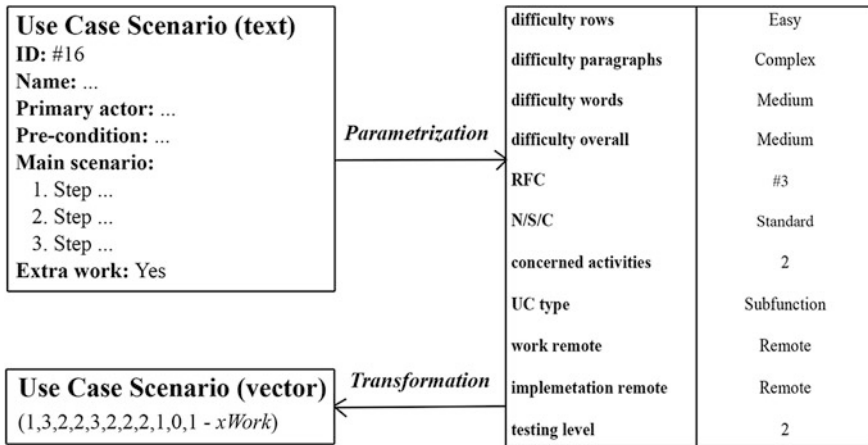 Use Case Scenario (text)
ID: #16
Name: ...
Primary actor: ...
Pre-condition: ...
Main scenario:
1. Step ...
2. Step ...
3. Step ...
Extra work: Yes
Parametrization
difficulty rows Easy
difficulty paragraphs Complex
difficulty words Medium
difficulty overall Medium
RFC #3
N/S/C Standard
concerned activities 2
UC type Subfunction
work remote Remote
implemetation remote Remote
testing level 2
Transformation
Use Case Scenario (vector)
(1,3,2,2,3,2,2,2,1,0,1 - xWork)